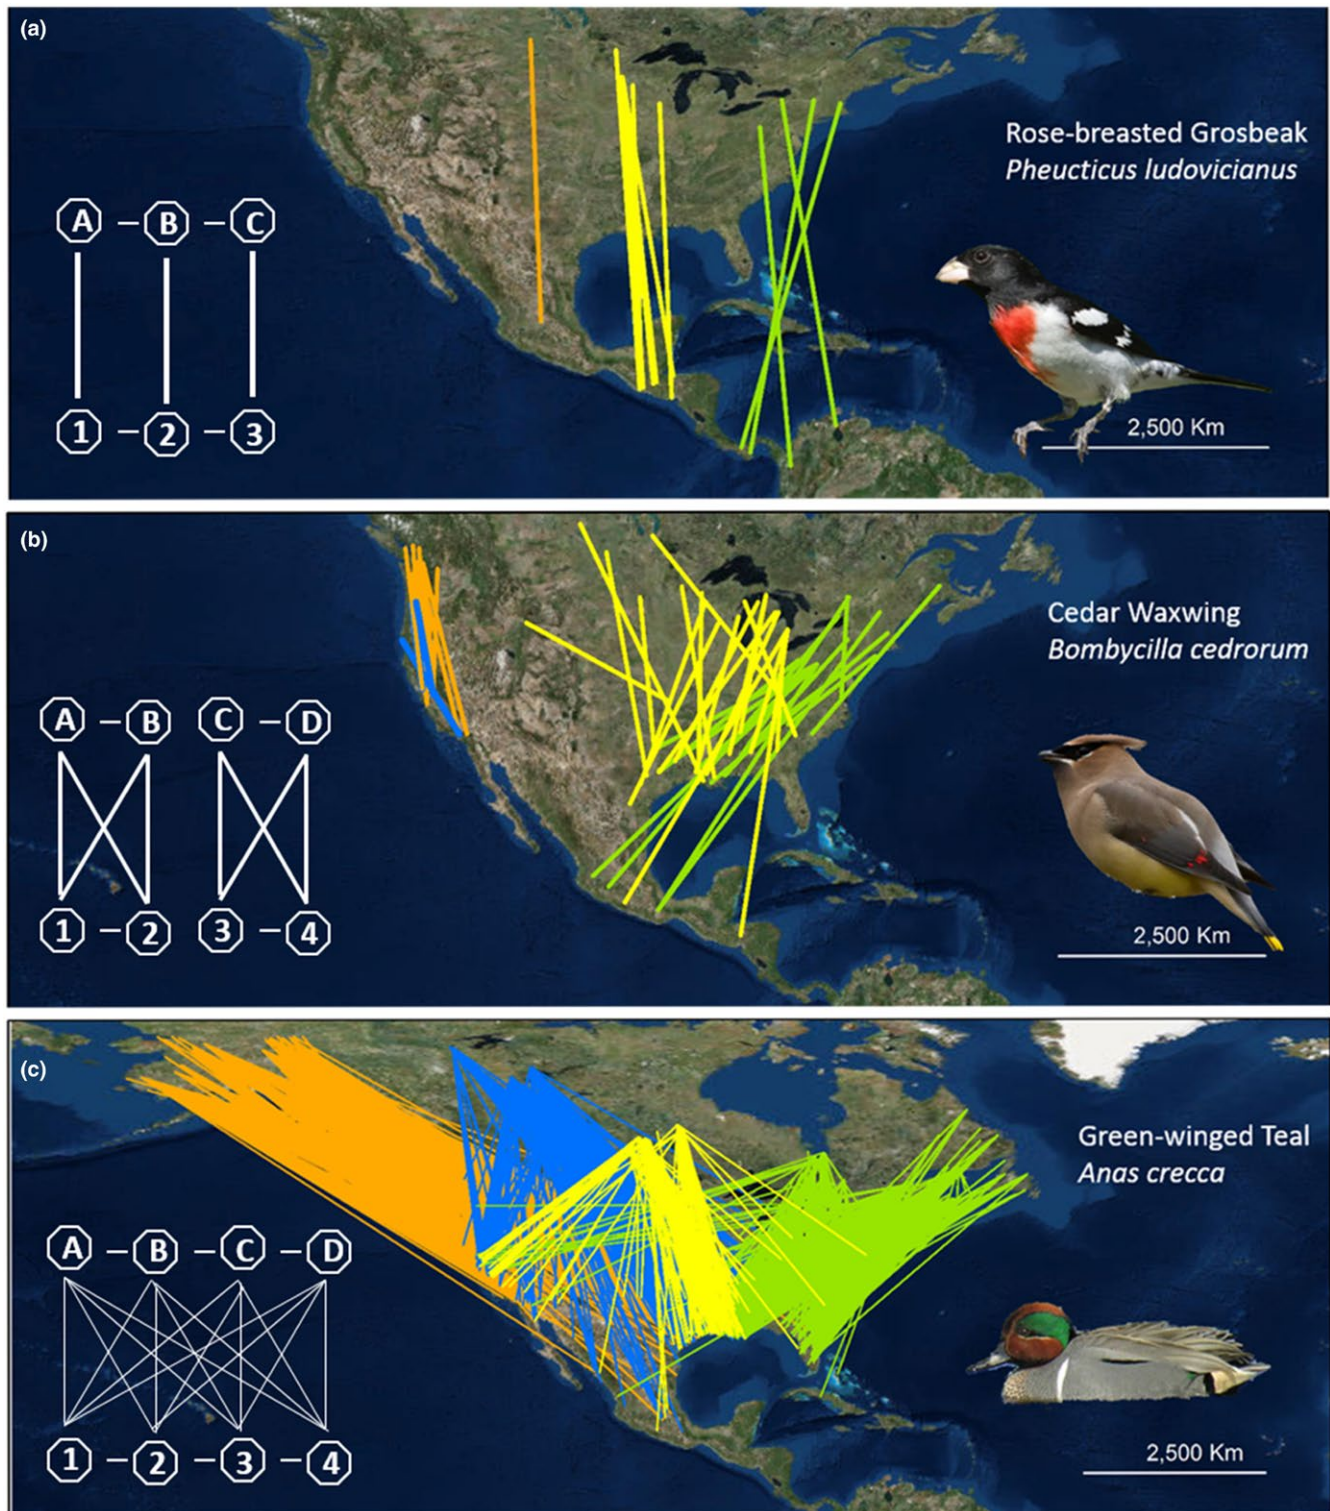 (a)
Rose-breasted Grosbeak
Pheucticus ludovicianus
A – B – C
1 – 2 – 3
2,500 Km
(b)
Cedar Waxwing
Bombycilla cedrorum
A – B C – D
1 – 2 3 – 4
2,500 Km
(c)
Green-winged Teal
Anas crecca
A – B – C – D
1 – 2 – 3 – 4
2,500 Km